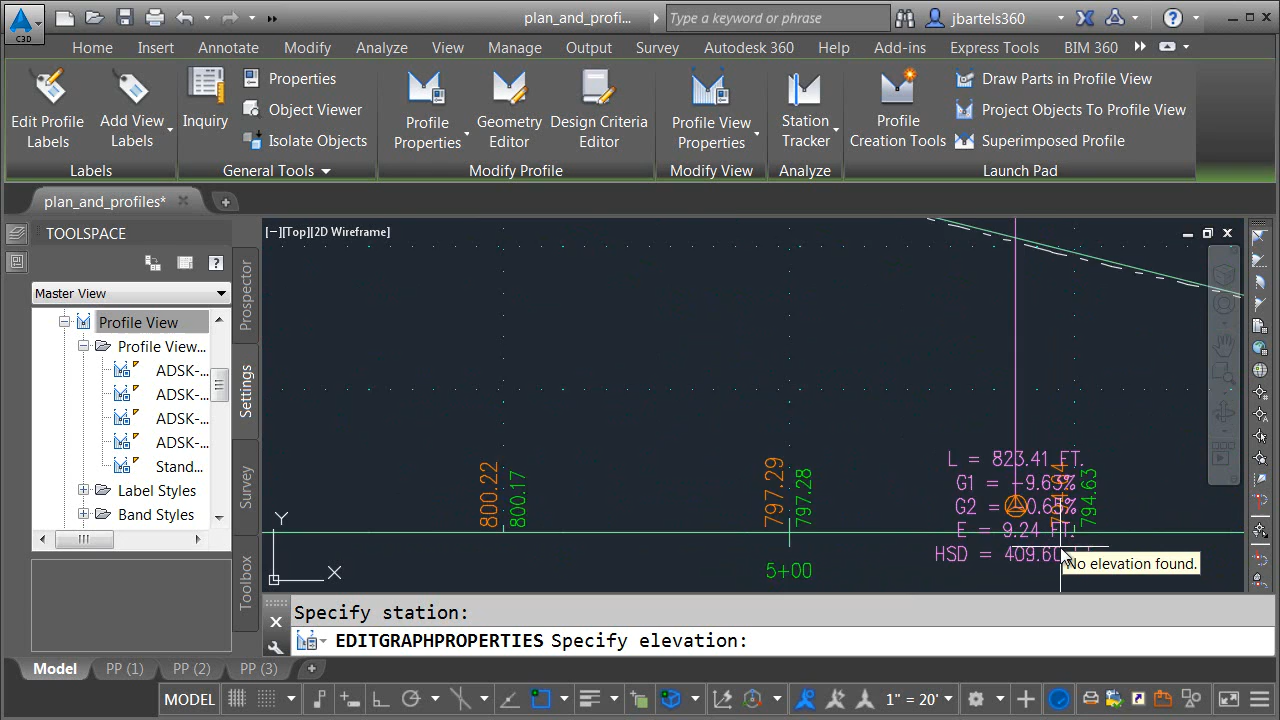 plan_and_profi...
Type a keyword or phrase
jbartels360
C3D
Home Insert Annotate Modify Analyze View Manage Output Survey Autodesk 360 Help Add-ins Express Tools BIM 360
Edit Profile Labels
Add View Labels
Inquiry
Properties
Object Viewer
Isolate Objects
Profile Properties
Geometry Editor
Design Criteria Editor
Profile View Properties
Station Tracker
Profile Creation Tools
Draw Parts in Profile View
Project Objects To Profile View
Superimposed Profile
Labels General Tools Modify Profile Modify View Analyze Launch Pad
plan_and_profiles*
TOOLSPACE
[−][Top][2D Wireframe]
Master View
Prospector
Settings
Survey
Toolbox
Profile View
Profile View...
ADSK-...
ADSK-...
ADSK-...
ADSK-...
Stand...
Label Styles
Band Styles
800.22
800.17
797.29
797.28
794.63
L = 823.41 FT.
G1 = -9.65%
G2 =
E = 9.24 FT.
HSD = 409.60
5+00
Y
X
No elevation found.
Specify station:
EDITGRAPHPROPERTIES Specify elevation:
Model PP (1) PP (2) PP (3)
MODEL
1" = 20'